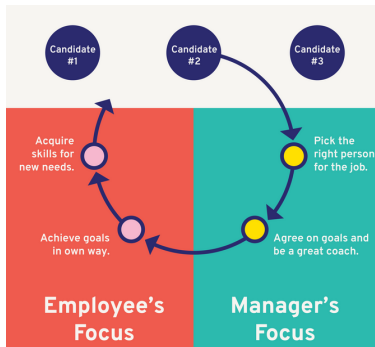 Candidate
#1
Candidate
#2
Candidate
#3
Acquire
skills for
new needs.
Pick the
right person
for the job.
Achieve goals
in own way.
Agree on goals and
be a great coach.
Employee's
Focus
Manager's
Focus